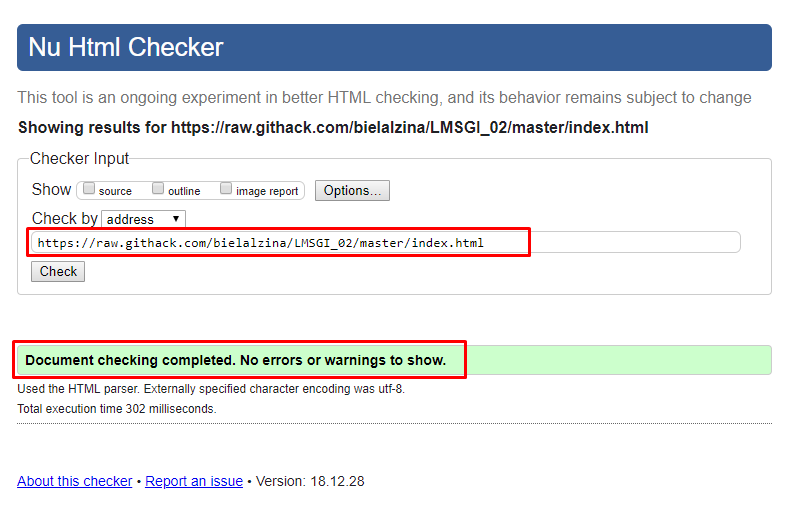 Nu Html Checker
This tool is an ongoing experiment in better HTML checking, and its behavior remains subject to change
Showing results for https://raw.githack.com/bielalzina/LMSGI_02/master/index.html
Checker Input
Show source outline image report Options...
Check by address
https://raw.githack.com/bielalzina/LMSGI_02/master/index.html
Check
Document checking completed. No errors or warnings to show.
Used the HTML parser. Externally specified character encoding was utf-8.
Total execution time 302 milliseconds.
About this checker • Report an issue • Version: 18.12.28